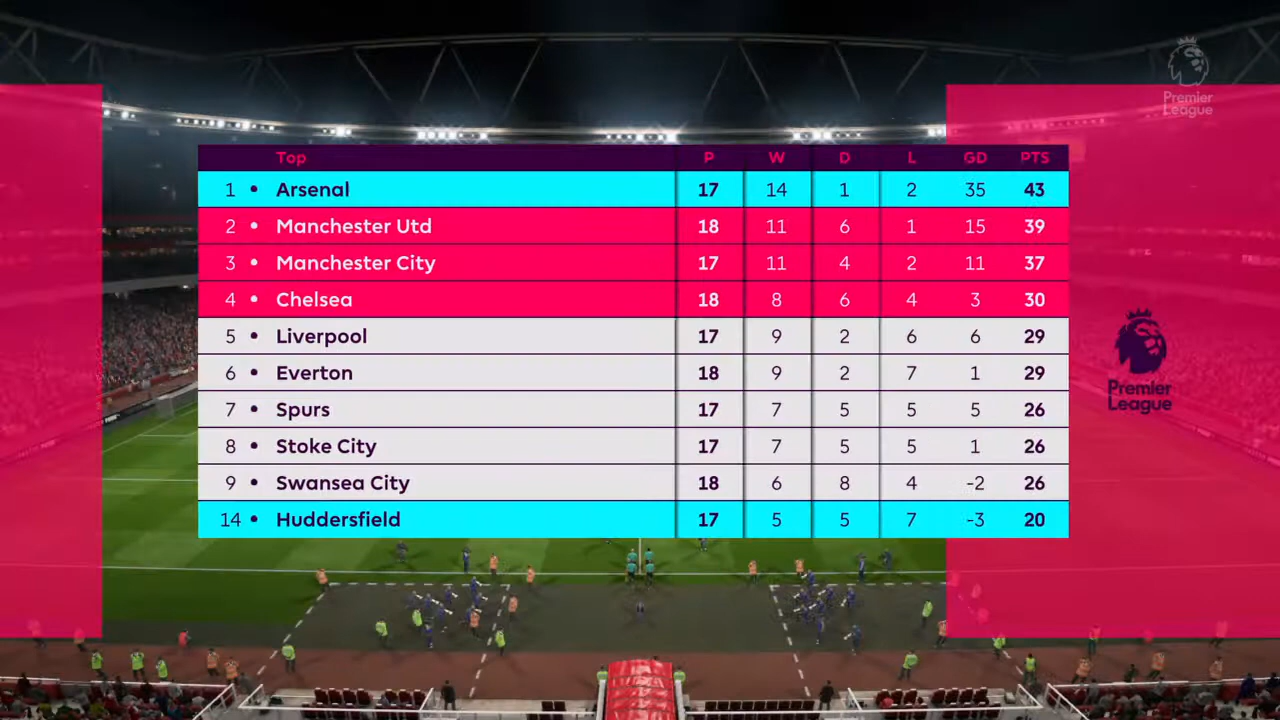 Premier
League
Top P W D L GD PTS
1 • Arsenal 17 14 1 2 35 43
2 • Manchester Utd 18 11 6 1 15 39
3 • Manchester City 17 11 4 2 11 37
4 • Chelsea 18 8 6 4 3 30
5 • Liverpool 17 9 2 6 6 29
6 • Everton 18 9 2 7 1 29
7 • Spurs 17 7 5 5 5 26
8 • Stoke City 17 7 5 5 1 26
9 • Swansea City 18 6 8 4 -2 26
14 • Huddersfield 17 5 5 7 -3 20
Premier
League